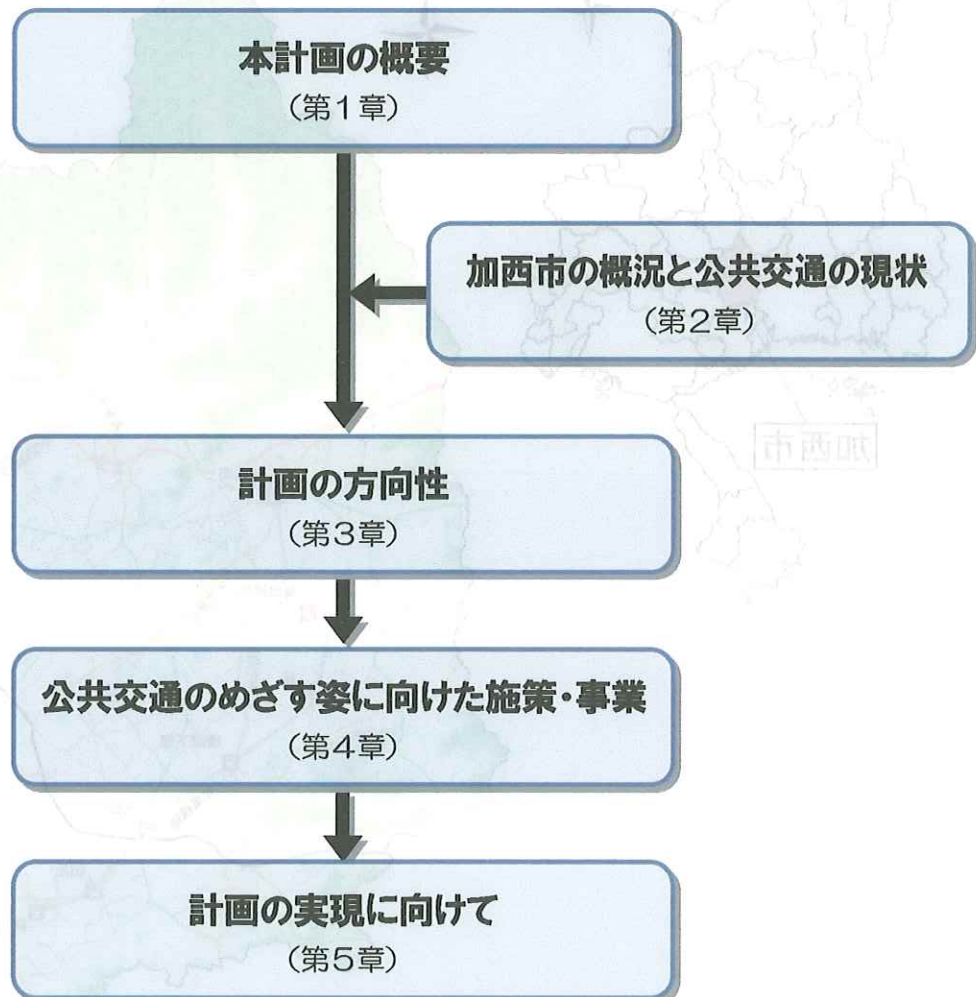 本計画の概要
（第1章）
加西市の概況と公共交通の現状
（第2章）
計画の方向性
（第3章）
公共交通のめざす姿に向けた施策・事業
（第4章）
計画の実現に向けて
（第5章）
加西市